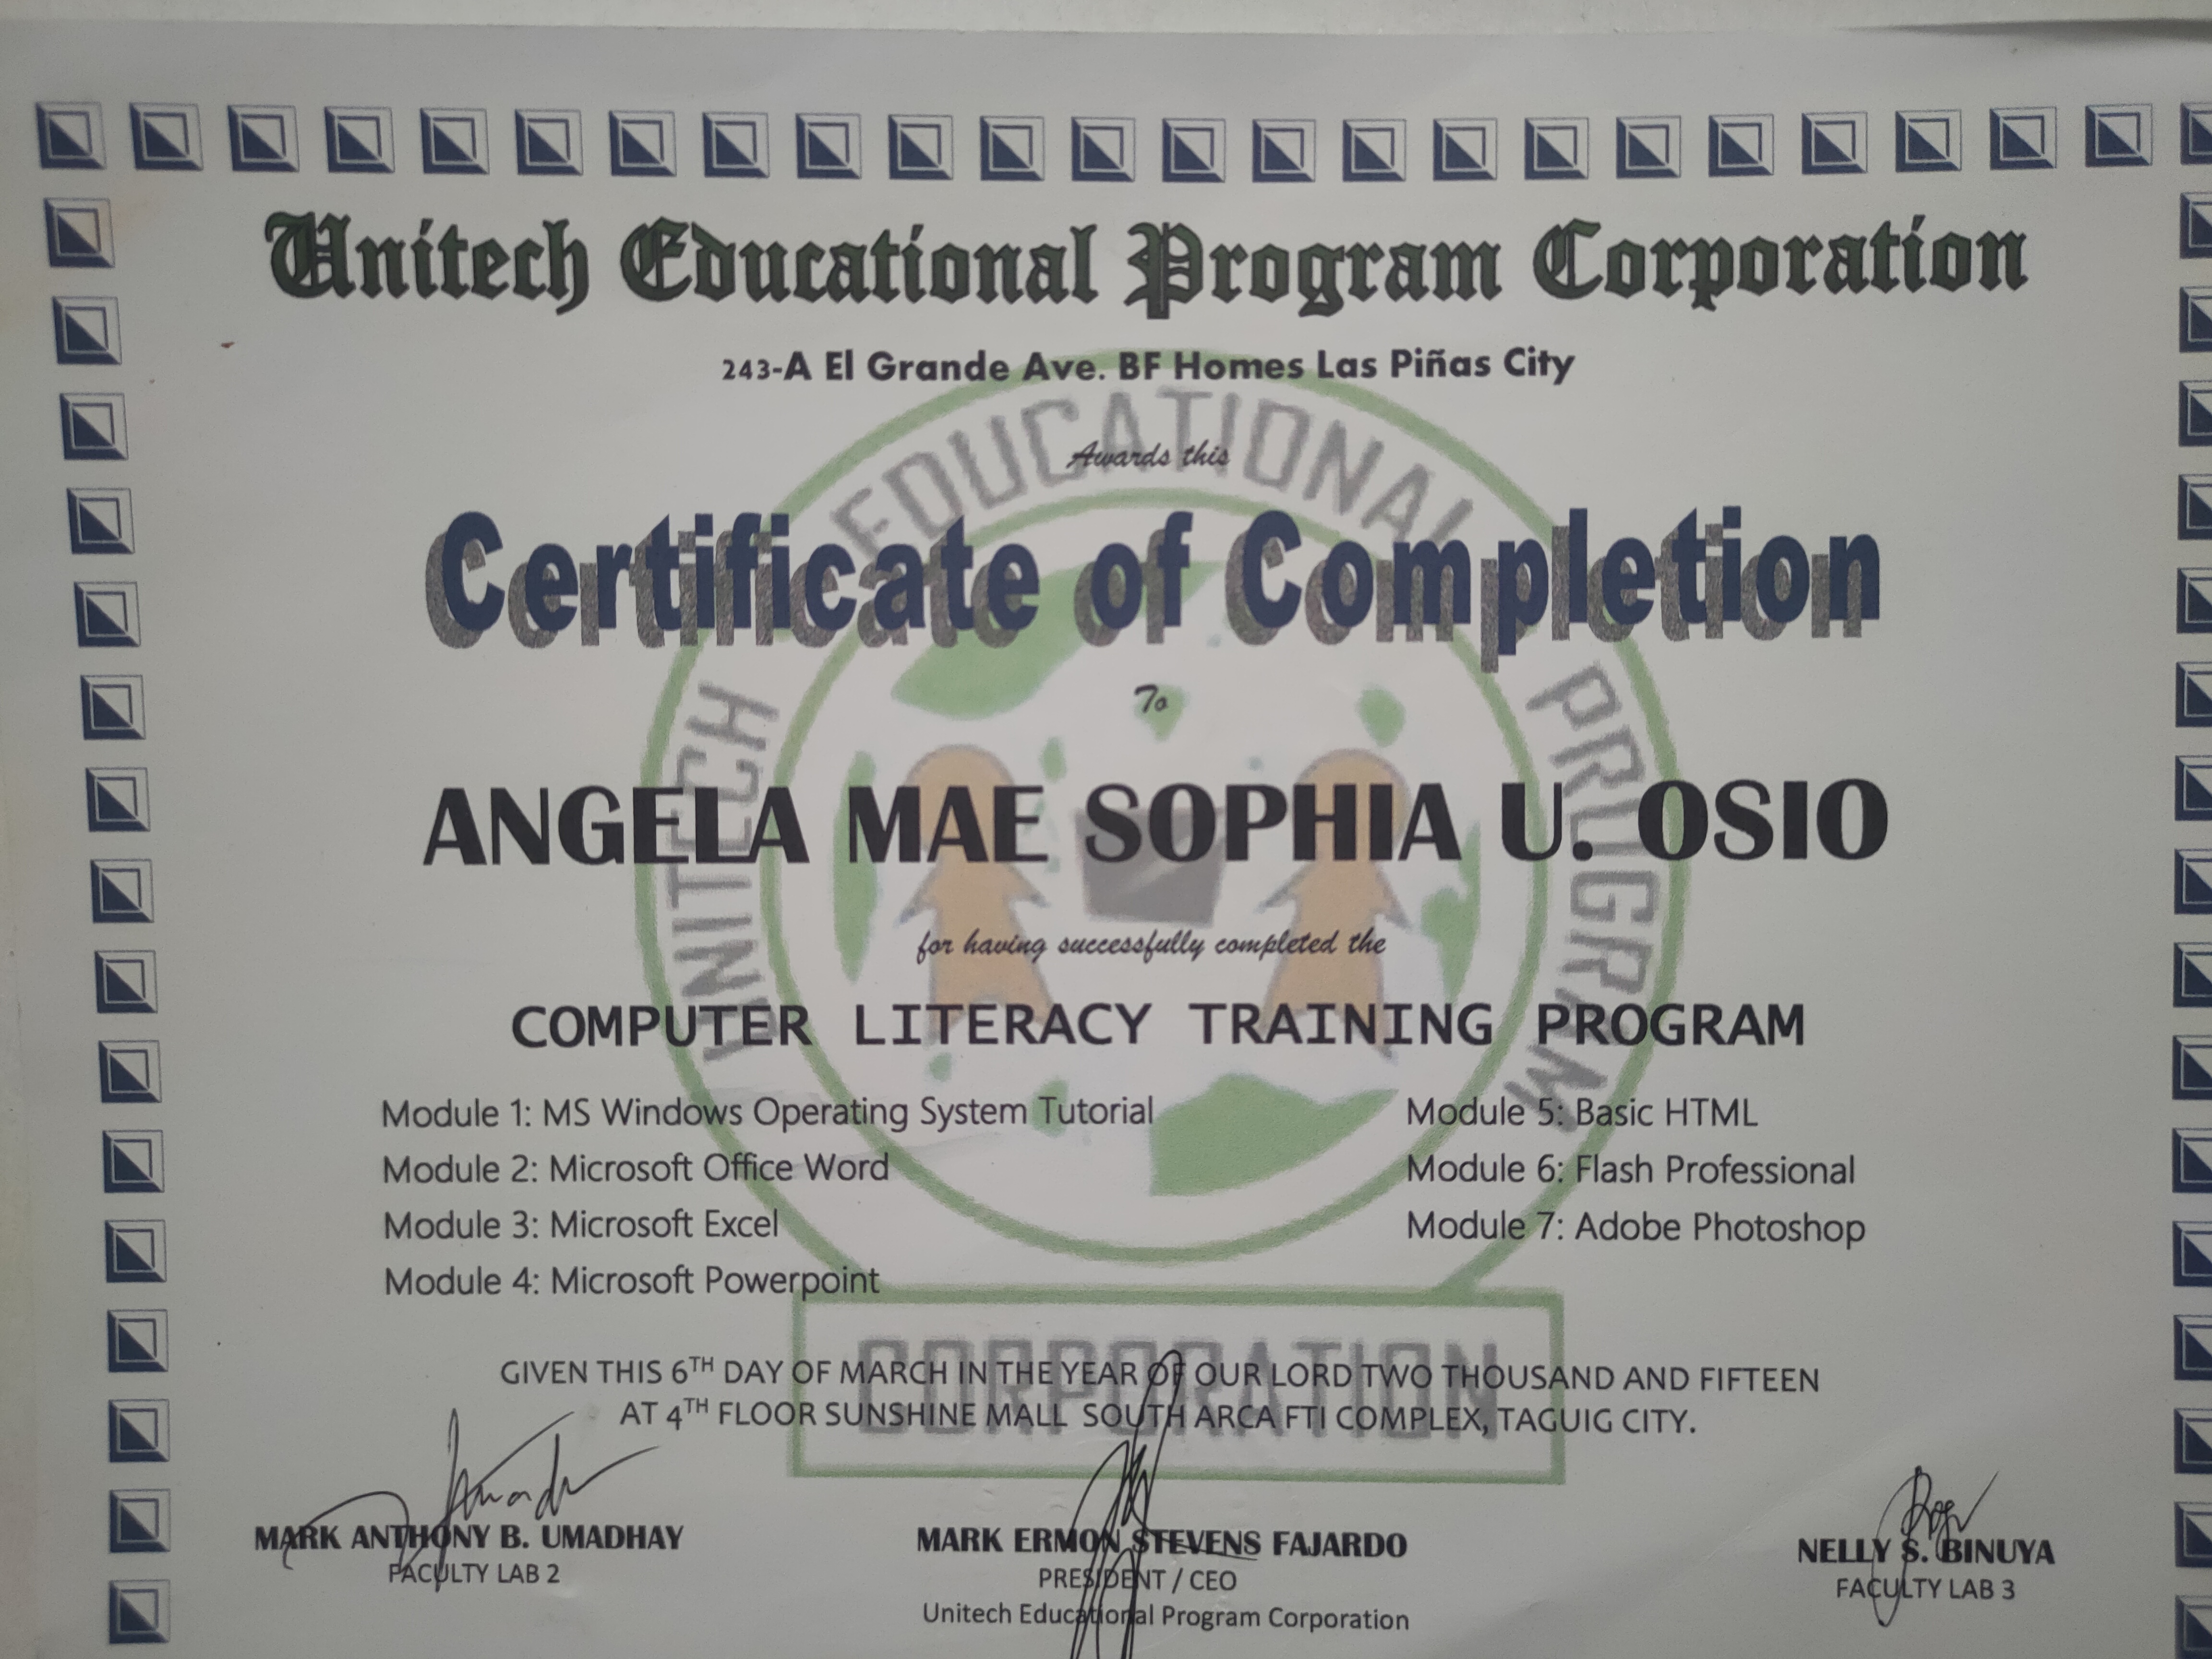 Unitech Educational Program Corporation
243-A El Grande Ave. BF Homes Las Piñas City
Awards this
Certificate of Completion
To
ANGELA MAE SOPHIA U. OSIO
for having successfully completed the
COMPUTER LITERACY TRAINING PROGRAM
Module 1: MS Windows Operating System Tutorial
Module 2: Microsoft Office Word
Module 3: Microsoft Excel
Module 4: Microsoft Powerpoint
Module 5: Basic HTML
Module 6: Flash Professional
Module 7: Adobe Photoshop
GIVEN THIS 6TH DAY OF MARCH IN THE YEAR OF OUR LORD TWO THOUSAND AND FIFTEEN
AT 4TH FLOOR SUNSHINE MALL SOUTH ARCA FTI COMPLEX, TAGUIG CITY.
MARK ANTHONY B. UMADHAY
FACULTY LAB 2
MARK ERMON STEVENS FAJARDO
PRESIDENT / CEO
Unitech Educational Program Corporation
NELLY S. BINUYA
FACULTY LAB 3
UNITECH EDUCATIONAL PROGRAM
CORPORATION